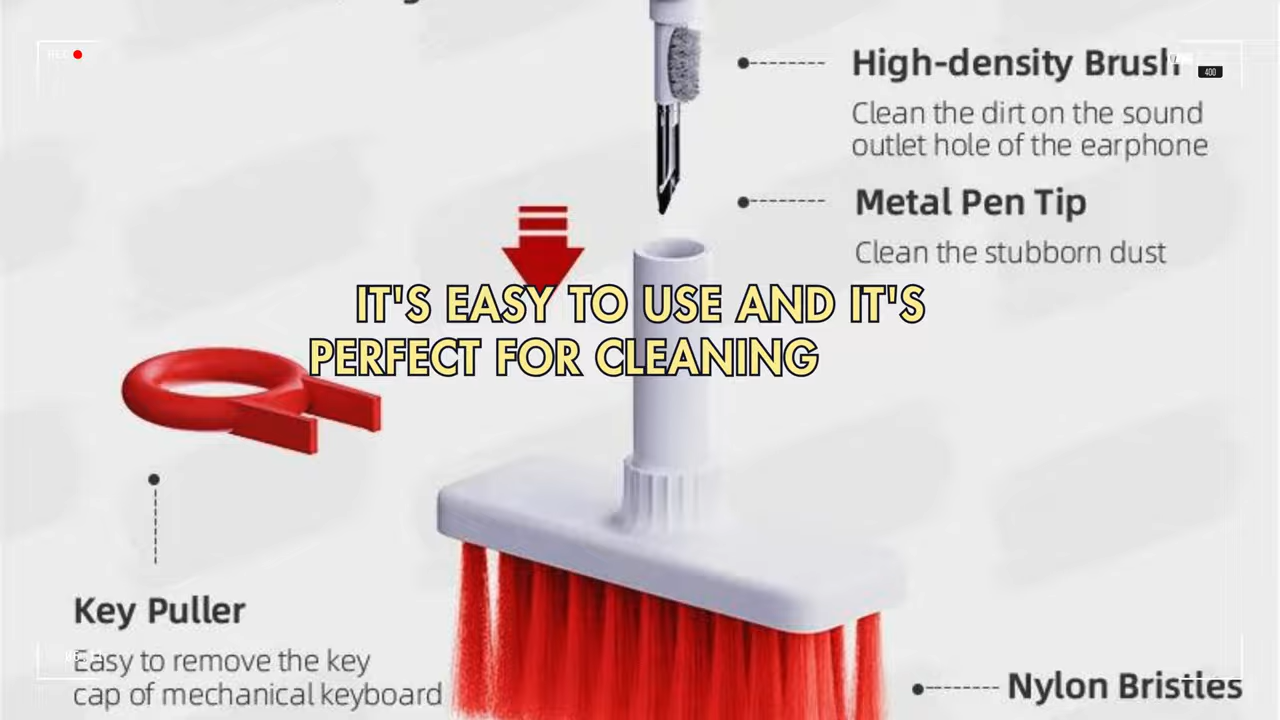 REC
High-density Brush
400
Clean the dirt on the sound
outlet hole of the earphone
Metal Pen Tip
Clean the stubborn dust
IT'S EASY TO USE AND IT'S
PERFECT FOR CLEANING
Key Puller
Easy to remove the key
cap of mechanical keyboard
Nylon Bristles